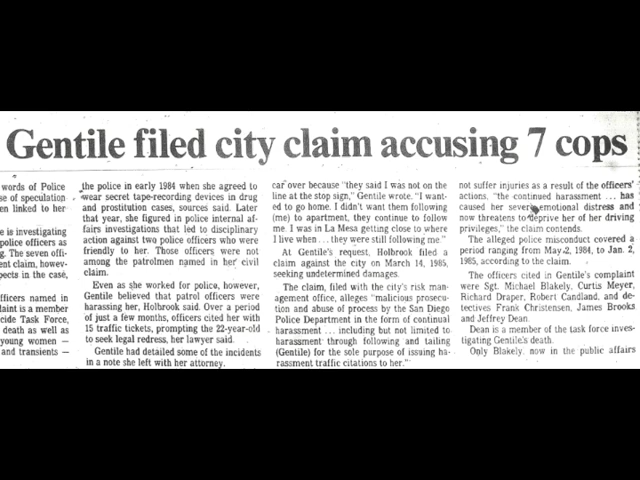 Gentile filed city claim accusing 7 cops
words of Police
se of speculation
en linked to her
e is investigating
police officers as
g. The seven offi-
ent claim, howev-
pects in the case,
fficers named in
laint is a member
cide Task Force,
death as well as
young women —
and transients —
the police in early 1984 when she agreed to
wear secret tape-recording devices in drug
and prostitution cases, sources said. Later
that year, she figured in police internal af-
fairs investigations that led to disciplinary
action against two police officers who were
friendly to her. Those officers were not
among the patrolmen named in her civil
claim.
Even as she worked for police, however,
Gentile believed that patrol officers were
harassing her, Holbrook said. Over a period
of just a few months, officers cited her with
15 traffic tickets, prompting the 22-year-old
to seek legal redress, her lawyer said.
Gentile had detailed some of the incidents
in a note she left with her attorney.
car over because "they said I was not on the
line at the stop sign," Gentile wrote. "I want-
ed to go home. I didn't want them following
(me) to apartment, they continue to follow
me. I was in La Mesa getting close to where
I live when ... they were still following me."
At Gentile's request, Holbrook filed a
claim against the city on March 14, 1985,
seeking undetermined damages.
The claim, filed with the city's risk man-
agement office, alleges "malicious prosecu-
tion and abuse of process by the San Diego
Police Department in the form of continual
harassment ... including but not limited to
harassment through following and tailing
(Gentile) for the sole purpose of issuing ha-
rassment traffic citations to her."
not suffer injuries as a result of the officers'
actions, "the continued harassment ... has
caused her severe emotional distress and
now threatens to deprive her of her driving
privileges," the claim contends.
The alleged police misconduct covered a
period ranging from May 2, 1984, to Jan. 2,
1985, according to the claim.
The officers cited in Gentile's complaint
were Sgt. Michael Blakely, Curtis Meyer,
Richard Draper, Robert Candland, and de-
tectives Frank Christensen, James Brooks
and Jeffrey Dean.
Dean is a member of the task force inves-
tigating Gentile's death.
Only Blakely, now in the public affairs